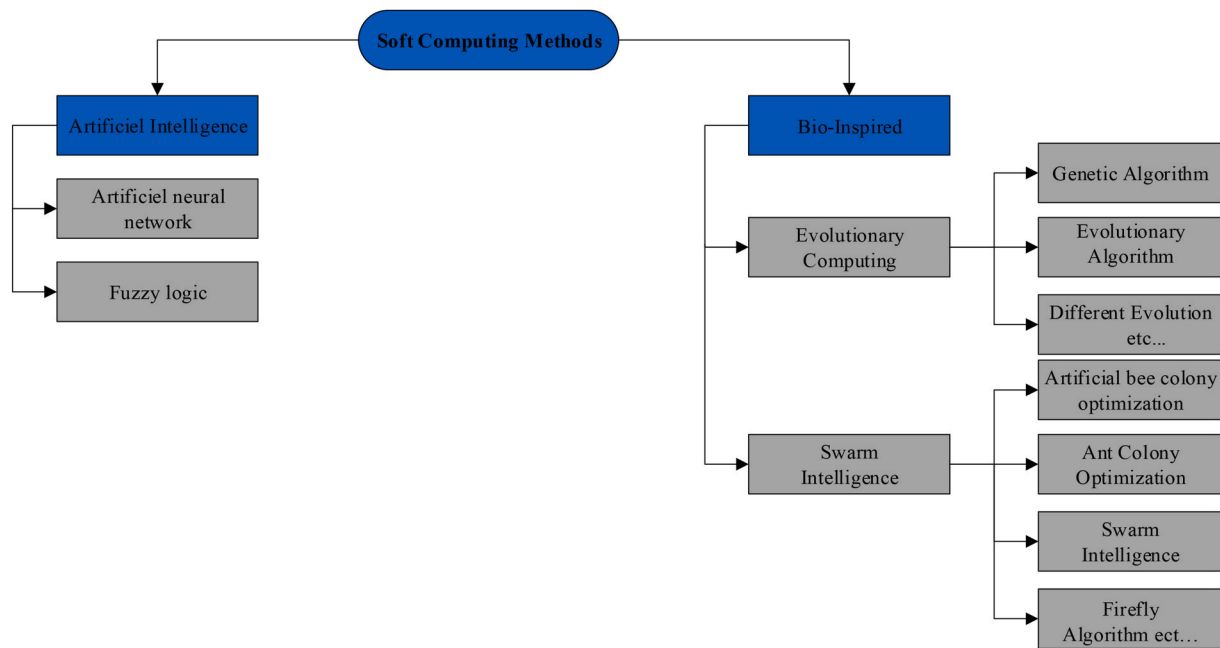 Soft Computing Methods
Artificiel Intelligence
Artificiel neural
network
Fuzzy logic
Bio-Inspired
Evolutionary
Computing
Genetic Algorithm
Evolutionary
Algorithm
Different Evolution
etc...
Swarm
Intelligence
Artificial bee colony
optimization
Ant Colony
Optimization
Swarm
Intelligence
Firefly
Algorithm ect…